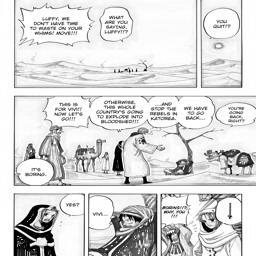 YOU
QUIT!?
WHAT
ARE YOU
SAYING,
LUFFY!?
LUFFY, WE
DON'T HAVE
TIME TO
WASTE ON YOUR
WHIMS! MOVE!!!
YOU'RE
GOING
BACK,
RIGHT?
WE HAVE
TO GO
BACK...
...AND
STOP THE
REBELS IN
KATOREA.
OTHERWISE,
THIS WHOLE
COUNTRY'S GOING
TO EXPLODE INTO
BLOODSHED!!!
THIS IS
FOR VIVI!!
NOW LET'S
GO!!!
IT'S
BORING.
BORING!?
WHY, YOU
!!!
VIVI...
YES?